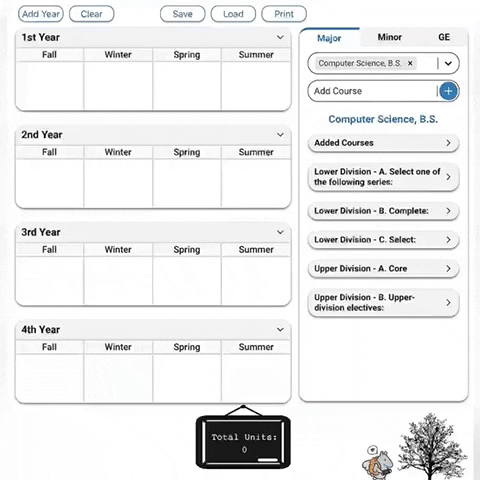 Add Year Clear Save Load Print
1st Year
Fall Winter Spring Summer
2nd Year
Fall Winter Spring Summer
3rd Year
Fall Winter Spring Summer
4th Year
Fall Winter Spring Summer
Total Units:
0
Major Minor GE
Computer Science, B.S. ×
Add Course +
Computer Science, B.S.
Added Courses
Lower Division - A. Select one of
the following series:
Lower Division - B. Complete:
Lower Division - C. Select:
Upper Division - A. Core
Upper Division - B. Upper-
division electives: